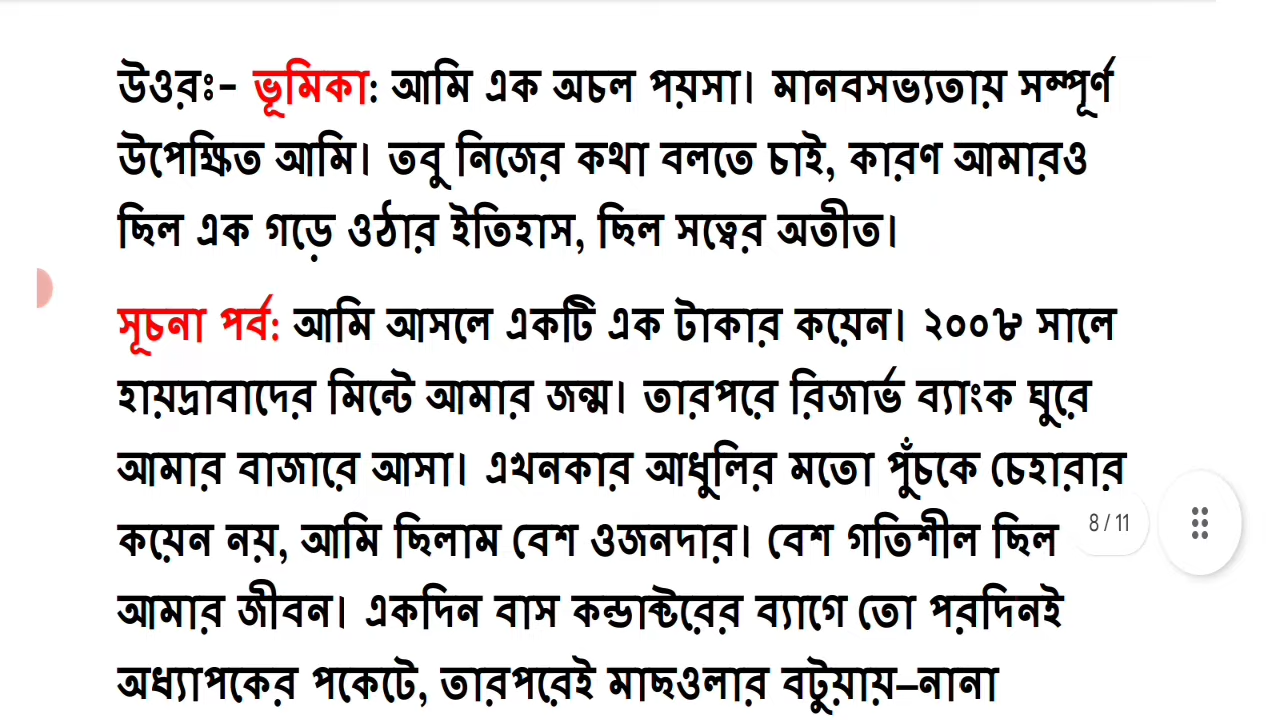 উওরঃ- ভূমিকা: আমি এক অচল পয়সা। মানবসভ্যতায় সম্পূর্ণ
উপেক্ষিত আমি। তবু নিজের কথা বলতে চাই, কারণ আমারও
ছিল এক গড়ে ওঠার ইতিহাস, ছিল সত্বের অতীত।
সূচনা পর্ব: আমি আসলে একটি এক টাকার কয়েন। ২০০৮ সালে
হায়দ্রাবাদের মিন্টে আমার জন্ম। তারপরে রিজার্ভ ব্যাংক ঘুরে
আমার বাজারে আসা। এখনকার আধুলির মতো পুঁচকে চেহারার
কয়েন নয়, আমি ছিলাম বেশ ওজনদার। বেশ গতিশীল ছিল
8 / 11
আমার জীবন। একদিন বাস কন্ডাক্টরের ব্যাগে তো পরদিনই
অধ্যাপকের পকেটে, তারপরেই মাছওলার বটুয়ায়–নানা